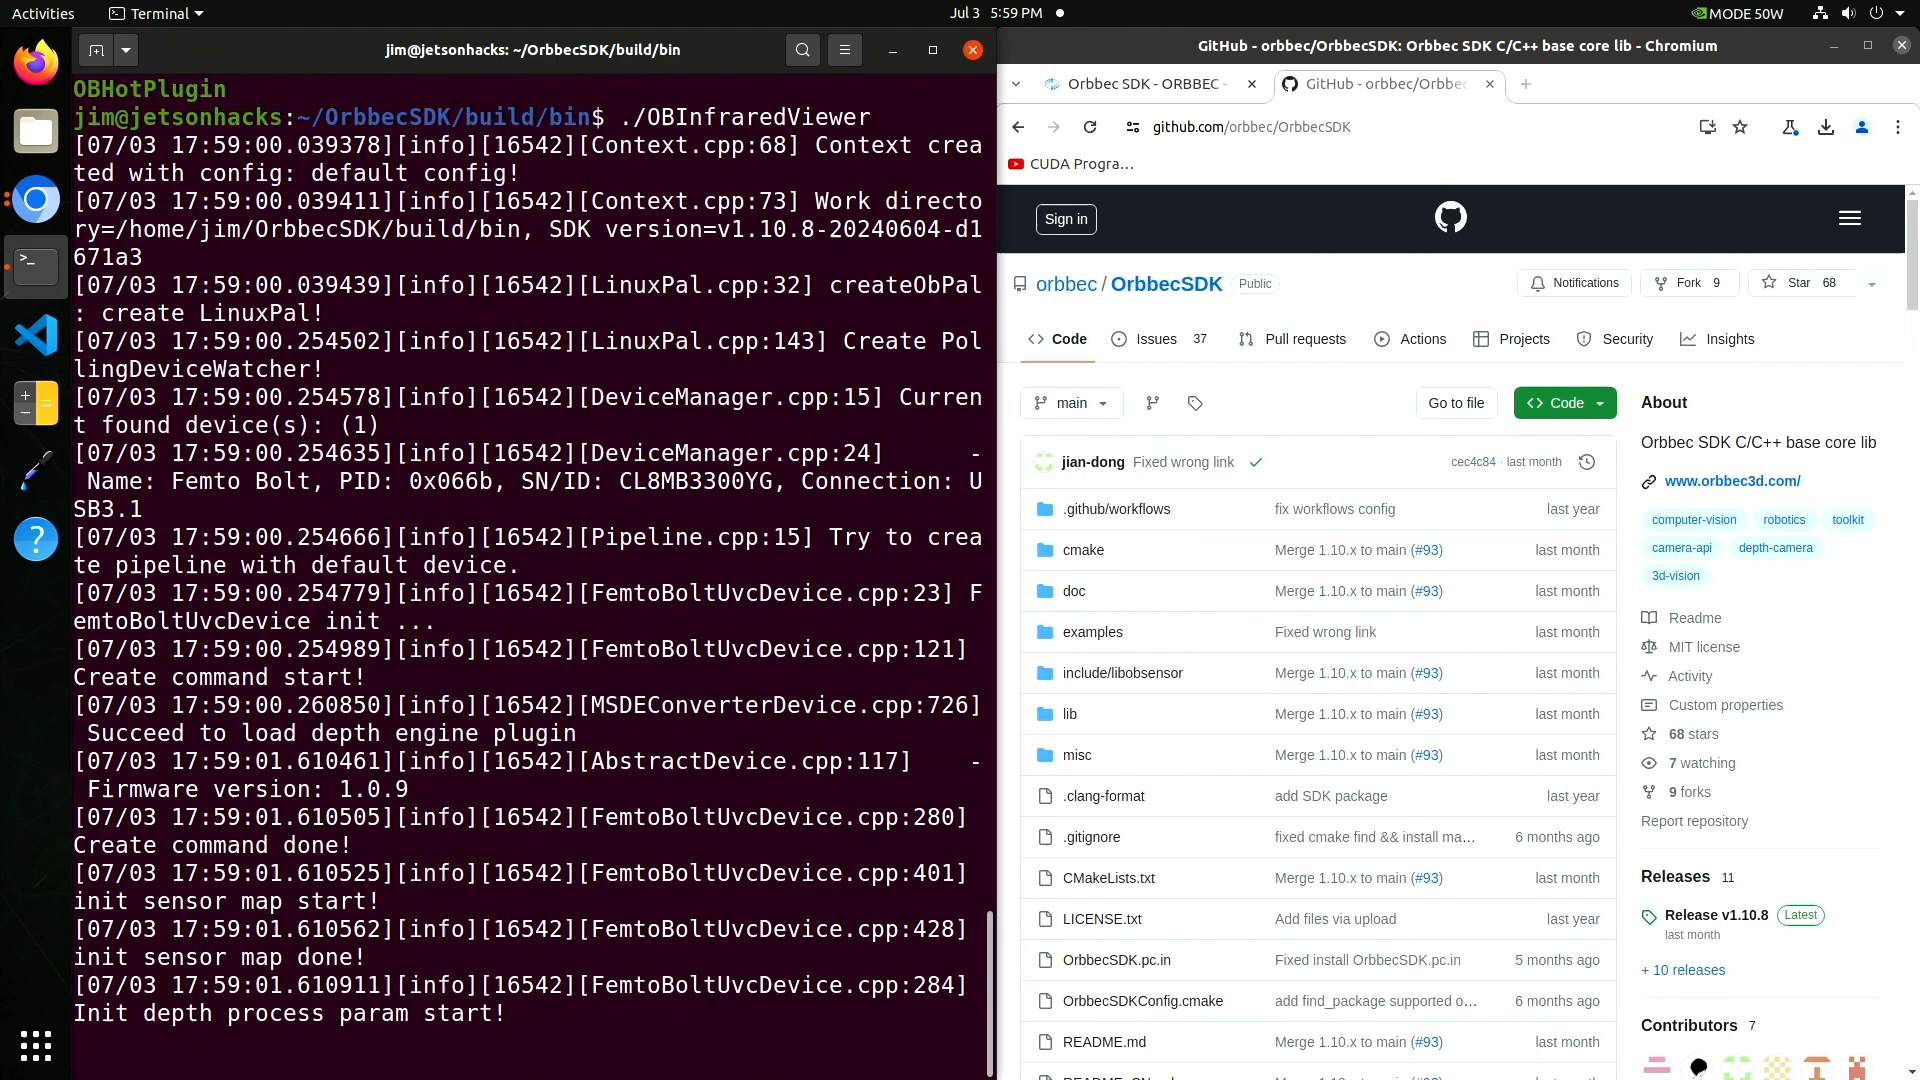 Activities
Terminal
Jul 3 5:59 PM
MODE 50W
jim@jetsonhacks: ~/OrbbecSDK/build/bin
OBHotPlugin
jim@jetsonhacks:~/OrbbecSDK/build/bin$ ./OBInfraredViewer
[07/03 17:59:00.039378][info][16542][Context.cpp:68] Context crea
ted with config: default config!
[07/03 17:59:00.039411][info][16542][Context.cpp:73] Work directo
ry=/home/jim/OrbbecSDK/build/bin, SDK version=v1.10.8-20240604-d1
671a3
[07/03 17:59:00.039439][info][16542][LinuxPal.cpp:32] createObPal
: create LinuxPal!
[07/03 17:59:00.254502][info][16542][LinuxPal.cpp:143] Create Pol
lingDeviceWatcher!
[07/03 17:59:00.254578][info][16542][DeviceManager.cpp:15] Curren
t found device(s): (1)
[07/03 17:59:00.254635][info][16542][DeviceManager.cpp:24] -
Name: Femto Bolt, PID: 0x066b, SN/ID: CL8MB3300YG, Connection: U
SB3.1
[07/03 17:59:00.254666][info][16542][Pipeline.cpp:15] Try to crea
te pipeline with default device.
[07/03 17:59:00.254779][info][16542][FemtoBoltUvcDevice.cpp:23] F
emtoBoltUvcDevice init ...
[07/03 17:59:00.254989][info][16542][FemtoBoltUvcDevice.cpp:121]
Create command start!
[07/03 17:59:00.260850][info][16542][MSDEConverterDevice.cpp:726]
Succeed to load depth engine plugin
[07/03 17:59:01.610461][info][16542][AbstractDevice.cpp:117] -
Firmware version: 1.0.9
[07/03 17:59:01.610505][info][16542][FemtoBoltUvcDevice.cpp:280]
Create command done!
[07/03 17:59:01.610525][info][16542][FemtoBoltUvcDevice.cpp:401]
init sensor map start!
[07/03 17:59:01.610562][info][16542][FemtoBoltUvcDevice.cpp:428]
init sensor map done!
[07/03 17:59:01.610911][info][16542][FemtoBoltUvcDevice.cpp:284]
Init depth process param start!
GitHub - orbbec/OrbbecSDK: Orbbec SDK C/C++ base core lib - Chromium
Orbbec SDK - ORBBEC -
GitHub - orbbec/Orbbec
github.com/orbbec/OrbbecSDK
CUDA Progra…
Sign in
orbbec / OrbbecSDK Public
Notifications
Fork 9
Star 68
Code
Issues 37
Pull requests
Actions
Projects
Security
Insights
main
Go to file
Code
jian-dong Fixed wrong link cec4c84 · last month
.github/workflows fix workflows config last year
cmake Merge 1.10.x to main (#93) last month
doc Merge 1.10.x to main (#93) last month
examples Fixed wrong link last month
include/libobsensor Merge 1.10.x to main (#93) last month
lib Merge 1.10.x to main (#93) last month
misc Merge 1.10.x to main (#93) last month
.clang-format add SDK package last year
.gitignore fixed cmake find && install ma… 6 months ago
CMakeLists.txt Merge 1.10.x to main (#93) last month
LICENSE.txt Add files via upload last year
OrbbecSDK.pc.in Fixed install OrbbecSDK.pc.in 5 months ago
OrbbecSDKConfig.cmake add find_package supported o… 6 months ago
README.md Merge 1.10.x to main (#93) last month
About
Orbbec SDK C/C++ base core lib
www.orbbec3d.com/
computer-vision robotics toolkit
camera-api depth-camera
3d-vision
Readme
MIT license
Activity
Custom properties
68 stars
7 watching
9 forks
Report repository
Releases 11
Release v1.10.8 Latest
last month
+ 10 releases
Contributors 7